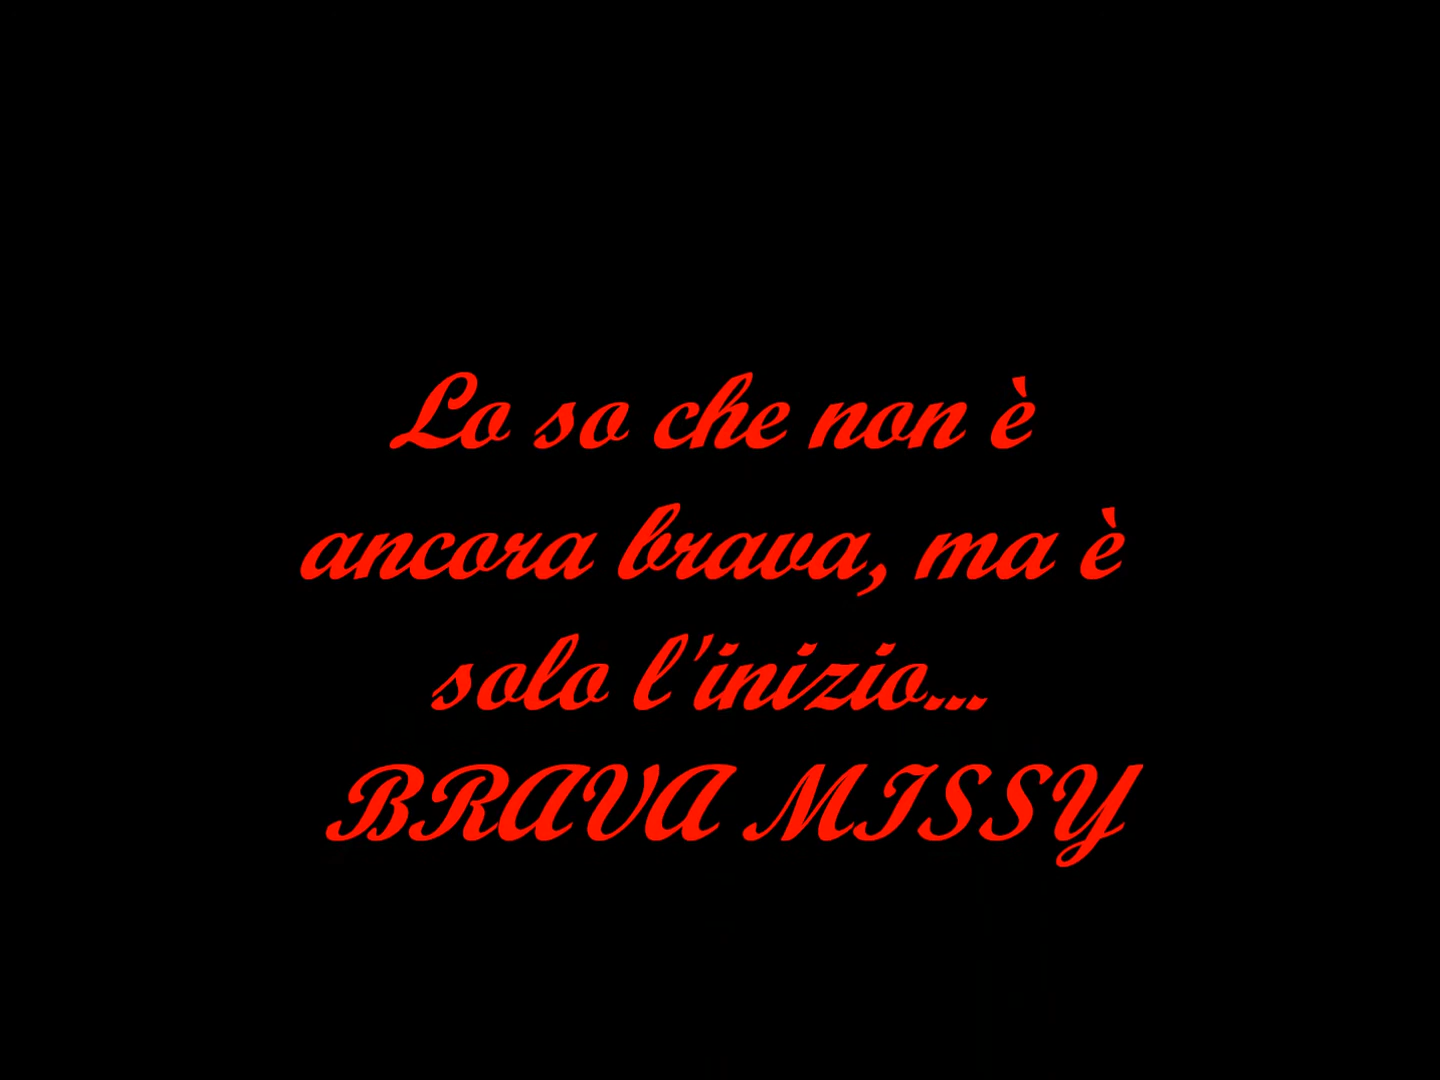 Lo so che non è
ancora brava, ma è
solo l'inizio...
BRAVA MISSY